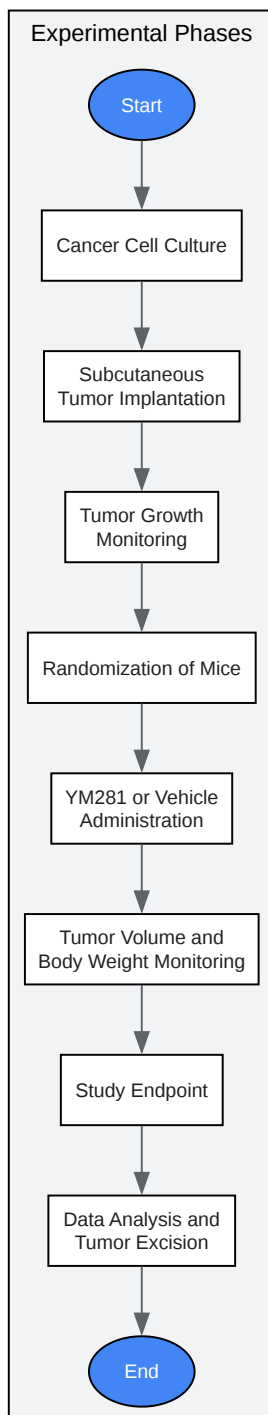 Experimental Phases
Start
Cancer Cell Culture
Subcutaneous
Tumor Implantation
Tumor Growth
Monitoring
Randomization of Mice
YM281 or Vehicle
Administration
Tumor Volume and
Body Weight Monitoring
Study Endpoint
Data Analysis and
Tumor Excision
End